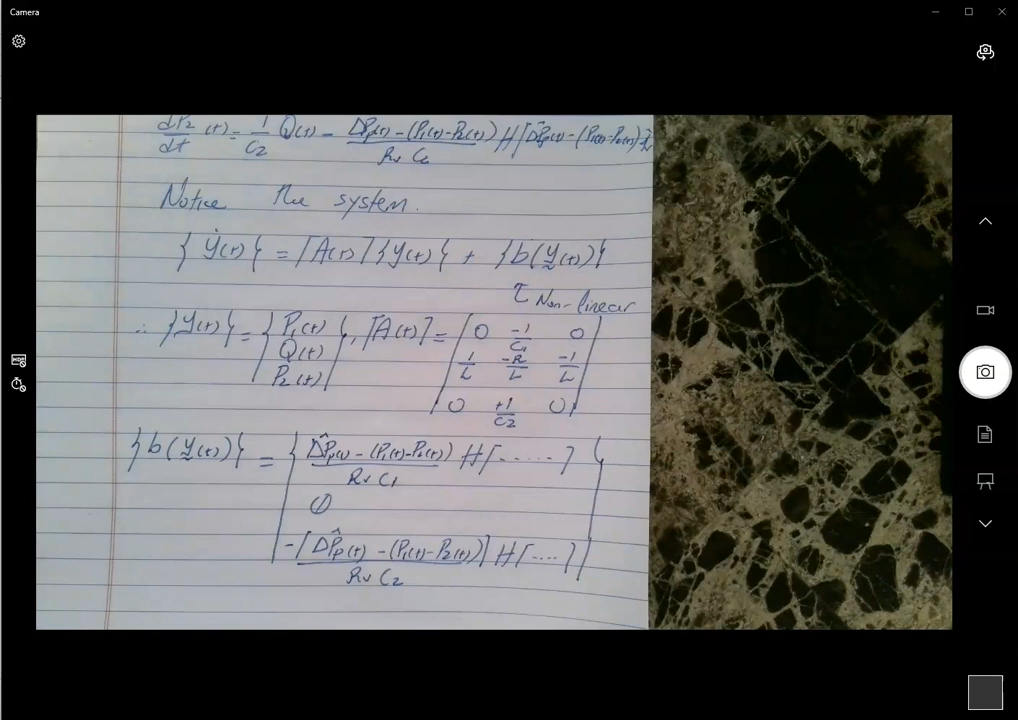 Camera
dP₂/dt (t) = 1/C₂ Q(t) - ΔP̂p(t) - (P₁(t)-P₂(t))/Rv C₂ H[ΔP̂p(t) - (P₁(t)-P₂(t))]
Notice the system.
{ẏ(t)} = [A(t)]{y(t)} + {b(y(t))}
Non-linear
∴ {y(t)} = {P₁(t) Q(t) P₂(t)}, [A(t)] = [0 -1/C₁ 0
1/L -R/L -1/L
0 +1/C₂ 0]
{b(y(t))} = {ΔP̂p(t) - (P₁(t)-P₂(t))/Rv C₁ H[......]
0
-[ΔP̂p(t) - (P₁(t)-P₂(t))]/Rv C₂ H[....]}